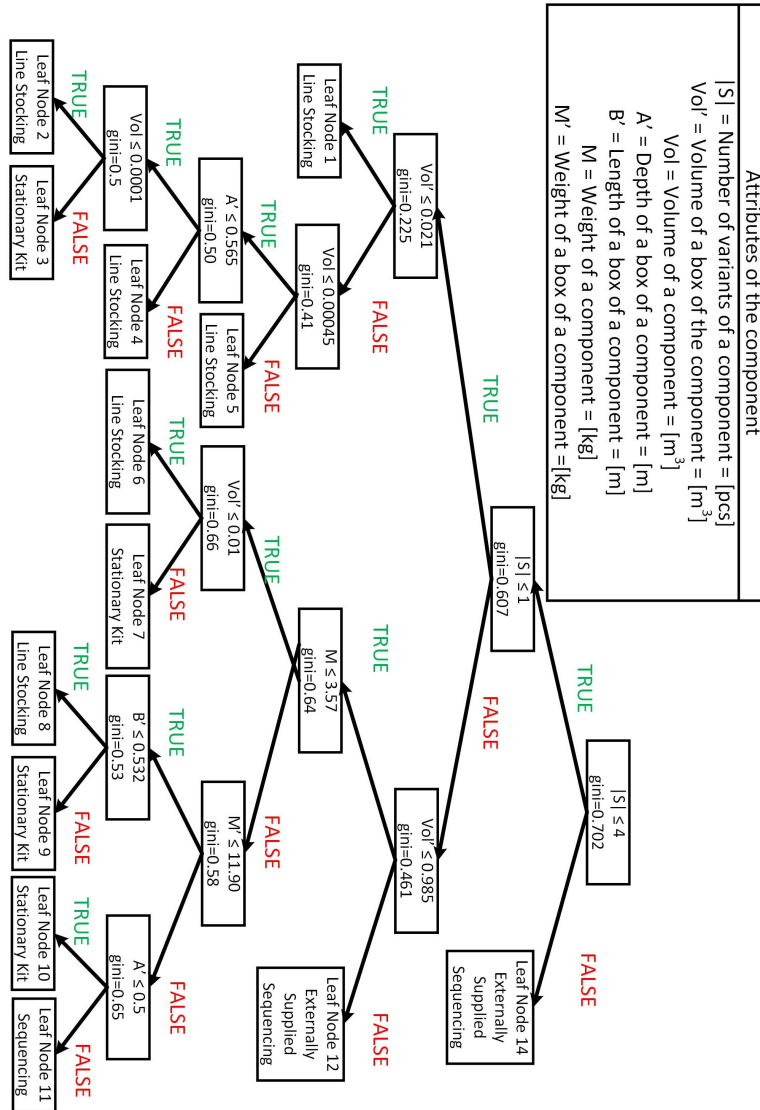 Attributes of the component
|S| = Number of variants of a component = [pcs]
Vol' = Volume of a box of the component = [m³]
Vol = Volume of a component = [m³]
A' = Depth of a box of a component = [m]
B' = Length of a box of a component = [m]
M = Weight of a component = [kg]
M' = Weight of a box of a component =[kg]
|S| ≤ 4
gini=0.702
TRUE
FALSE
|S| ≤ 1
gini=0.607
Leaf Node 14
Externally
Supplied
Sequencing
TRUE
FALSE
Vol' ≤ 0.021
gini=0.225
Vol' ≤ 0.985
gini=0.461
TRUE
FALSE
TRUE
FALSE
Leaf Node 1
Line Stocking
Vol ≤ 0.00045
gini=0.41
M ≤ 3.57
gini=0.64
Leaf Node 12
Externally
Supplied
Sequencing
TRUE
FALSE
TRUE
FALSE
A' ≤ 0.565
gini=0.50
Leaf Node 5
Line Stocking
Vol' ≤ 0.01
gini=0.66
M' ≤ 11.90
gini=0.58
TRUE
FALSE
TRUE
FALSE
TRUE
FALSE
Vol ≤ 0.0001
gini=0.5
Leaf Node 4
Line Stocking
Leaf Node 6
Line Stocking
Leaf Node 7
Stationary Kit
B' ≤ 0.532
gini=0.53
A' ≤ 0.5
gini=0.65
TRUE
FALSE
TRUE
FALSE
TRUE
FALSE
Leaf Node 2
Line Stocking
Leaf Node 3
Stationary Kit
Leaf Node 8
Line Stocking
Leaf Node 9
Stationary Kit
Leaf Node 10
Stationary Kit
Leaf Node 11
Sequencing